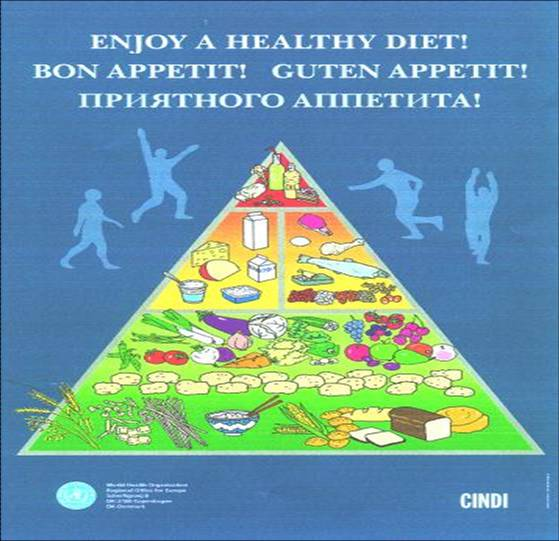 ENJOY A HEALTHY DIET!
BON APPETIT! GUTEN APPETIT!
ПРИЯТНОГО АППЕТИТА!
World Health Organization
Regional Office for Europe
CINDI